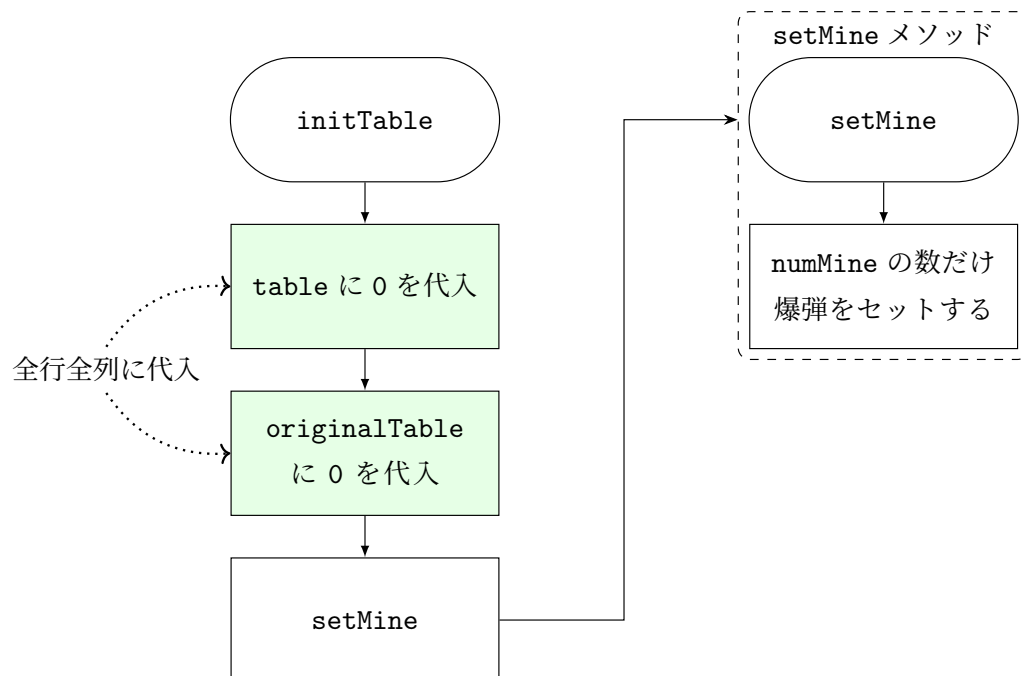 setMine メソッド
initTable
setMine
table に 0 を代入
numMine の数だけ
爆弾をセットする
全行全列に代入
originalTable
に 0 を代入
setMine